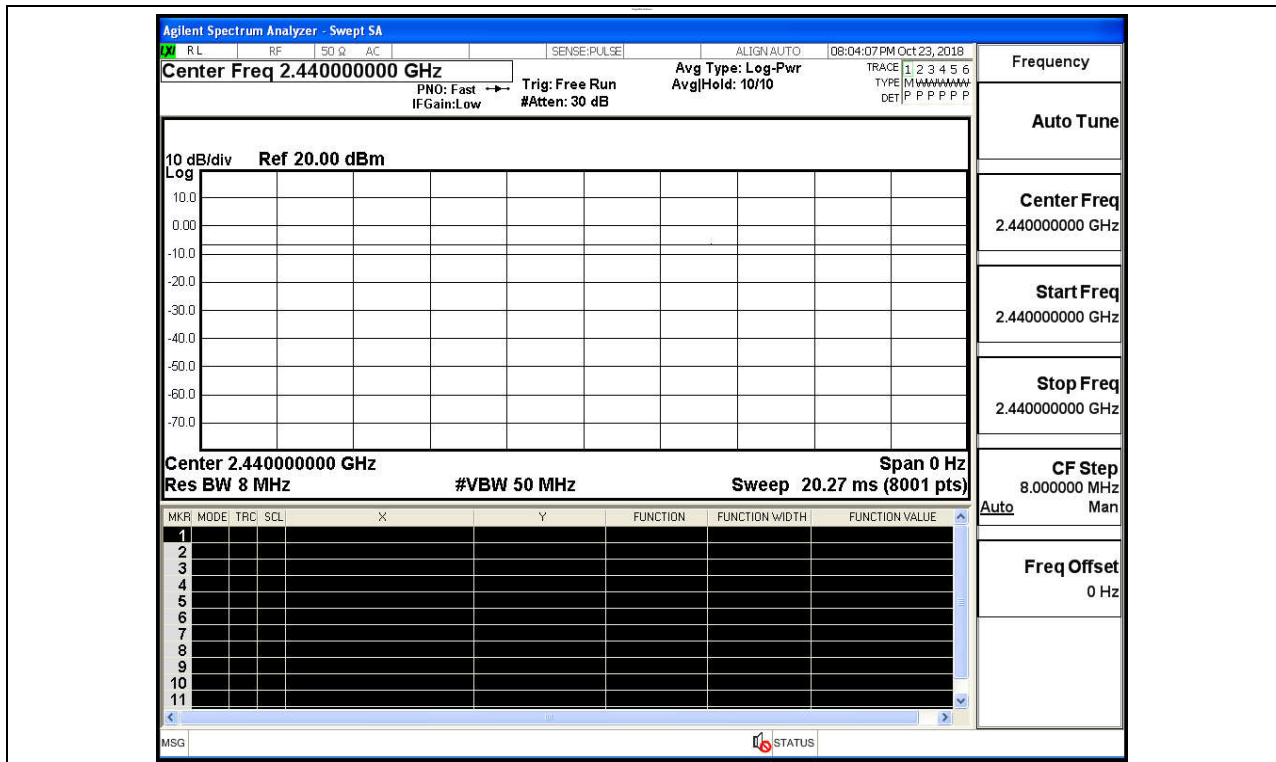 Agilent Spectrum Analyzer - Swept SA
LXI RL RF 50 Ω AC SENSE:PULSE ALIGN AUTO 08:04:07 PM Oct 23, 2018
Center Freq 2.440000000 GHz
PNO: Fast
IFGain:Low
Trig: Free Run
#Atten: 30 dB
Avg Type: Log-Pwr
Avg|Hold: 10/10
TRACE 1 2 3 4 5 6
TYPE M WWWWW
DET P P P P P P
10 dB/div Ref 20.00 dBm
Log
10.0
0.00
-10.0
-20.0
-30.0
-40.0
-50.0
-60.0
-70.0
Center 2.440000000 GHz Span 0 Hz
Res BW 8 MHz #VBW 50 MHz Sweep 20.27 ms (8001 pts)
MKR MODE TRC SCL X Y FUNCTION FUNCTION WIDTH FUNCTION VALUE
1
2
3
4
5
6
7
8
9
10
11
MSG STATUS
Frequency
Auto Tune
Center Freq
2.440000000 GHz
Start Freq
2.440000000 GHz
Stop Freq
2.440000000 GHz
CF Step
8.000000 MHz
Auto Man
Freq Offset
0 Hz